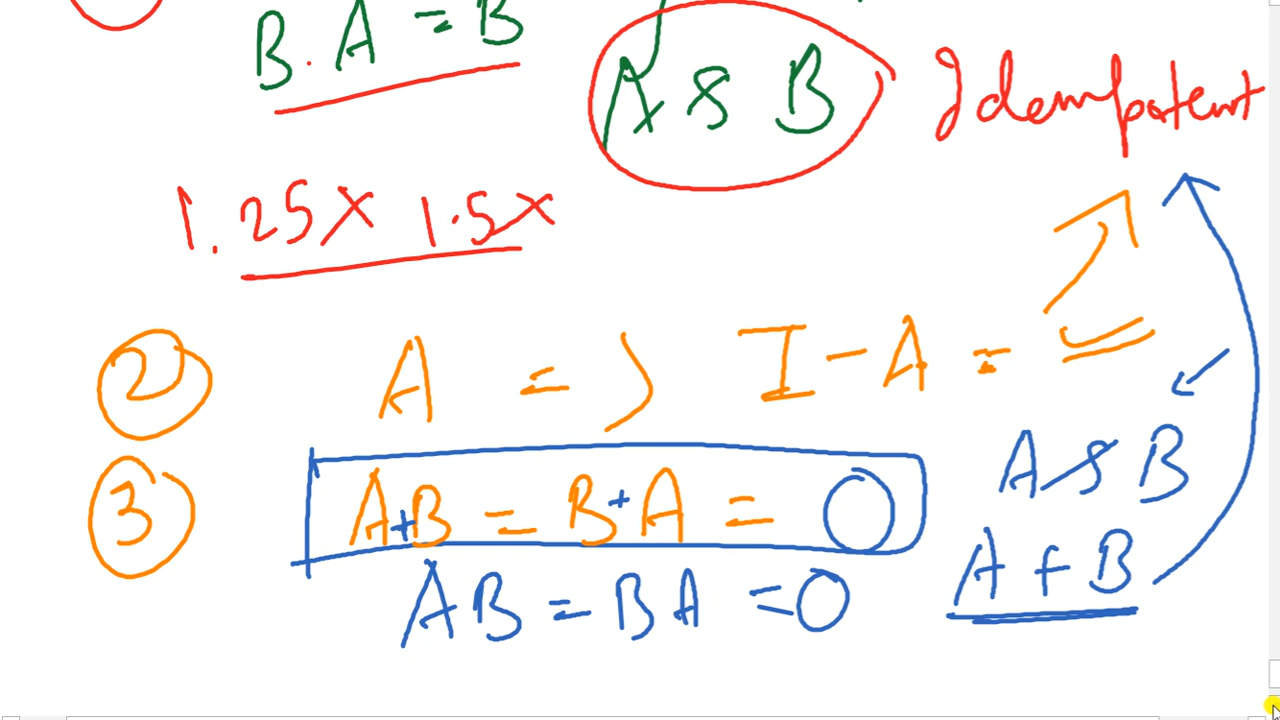 B.A = B
A & B Idempotent
1.25x 1.5x
2 A => I - A =
3 A+B = B+A = 0 A & B
AB = BA = 0 A + B